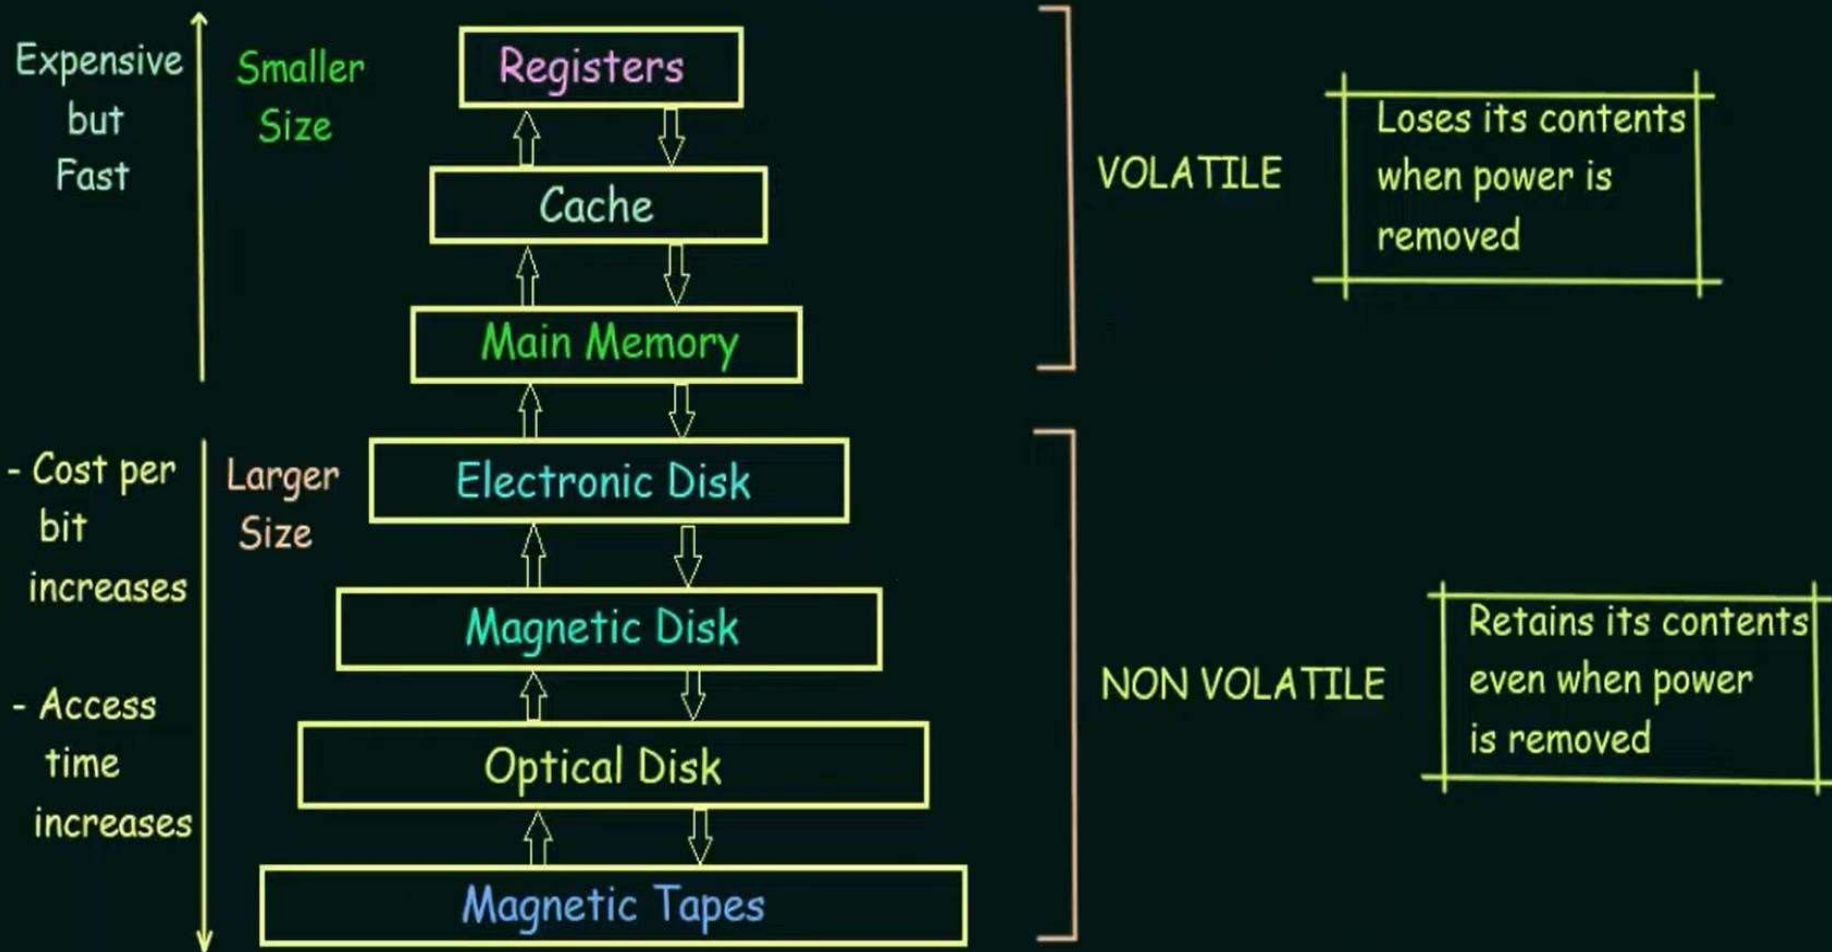 Expensive
but
Fast
Smaller
Size
Registers
Cache
Main Memory
VOLATILE
Loses its contents
when power is
removed
- Cost per
bit
increases
- Access
time
increases
Larger
Size
Electronic Disk
Magnetic Disk
Optical Disk
Magnetic Tapes
NON VOLATILE
Retains its contents
even when power
is removed